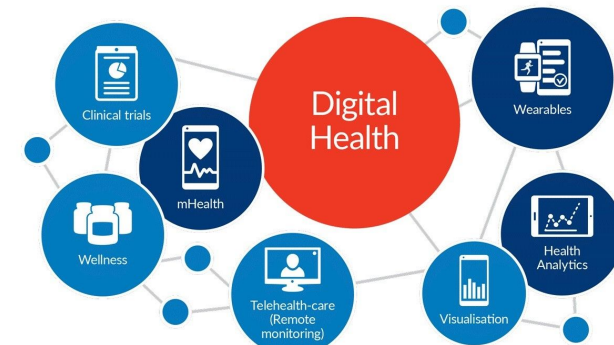 Digital
Health
Clinical trials
Wearables
mHealth
Wellness
Health
Analytics
Telehealth-care
(Remote
monitoring)
Visualisation